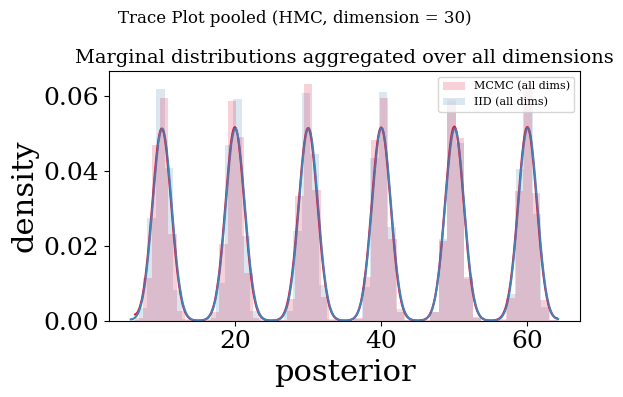 Trace Plot pooled (HMC, dimension = 30)
Marginal distributions aggregated over all dimensions
MCMC (all dims)
IID (all dims)
density
0.06
0.04
0.02
0.00
20
40
60
posterior